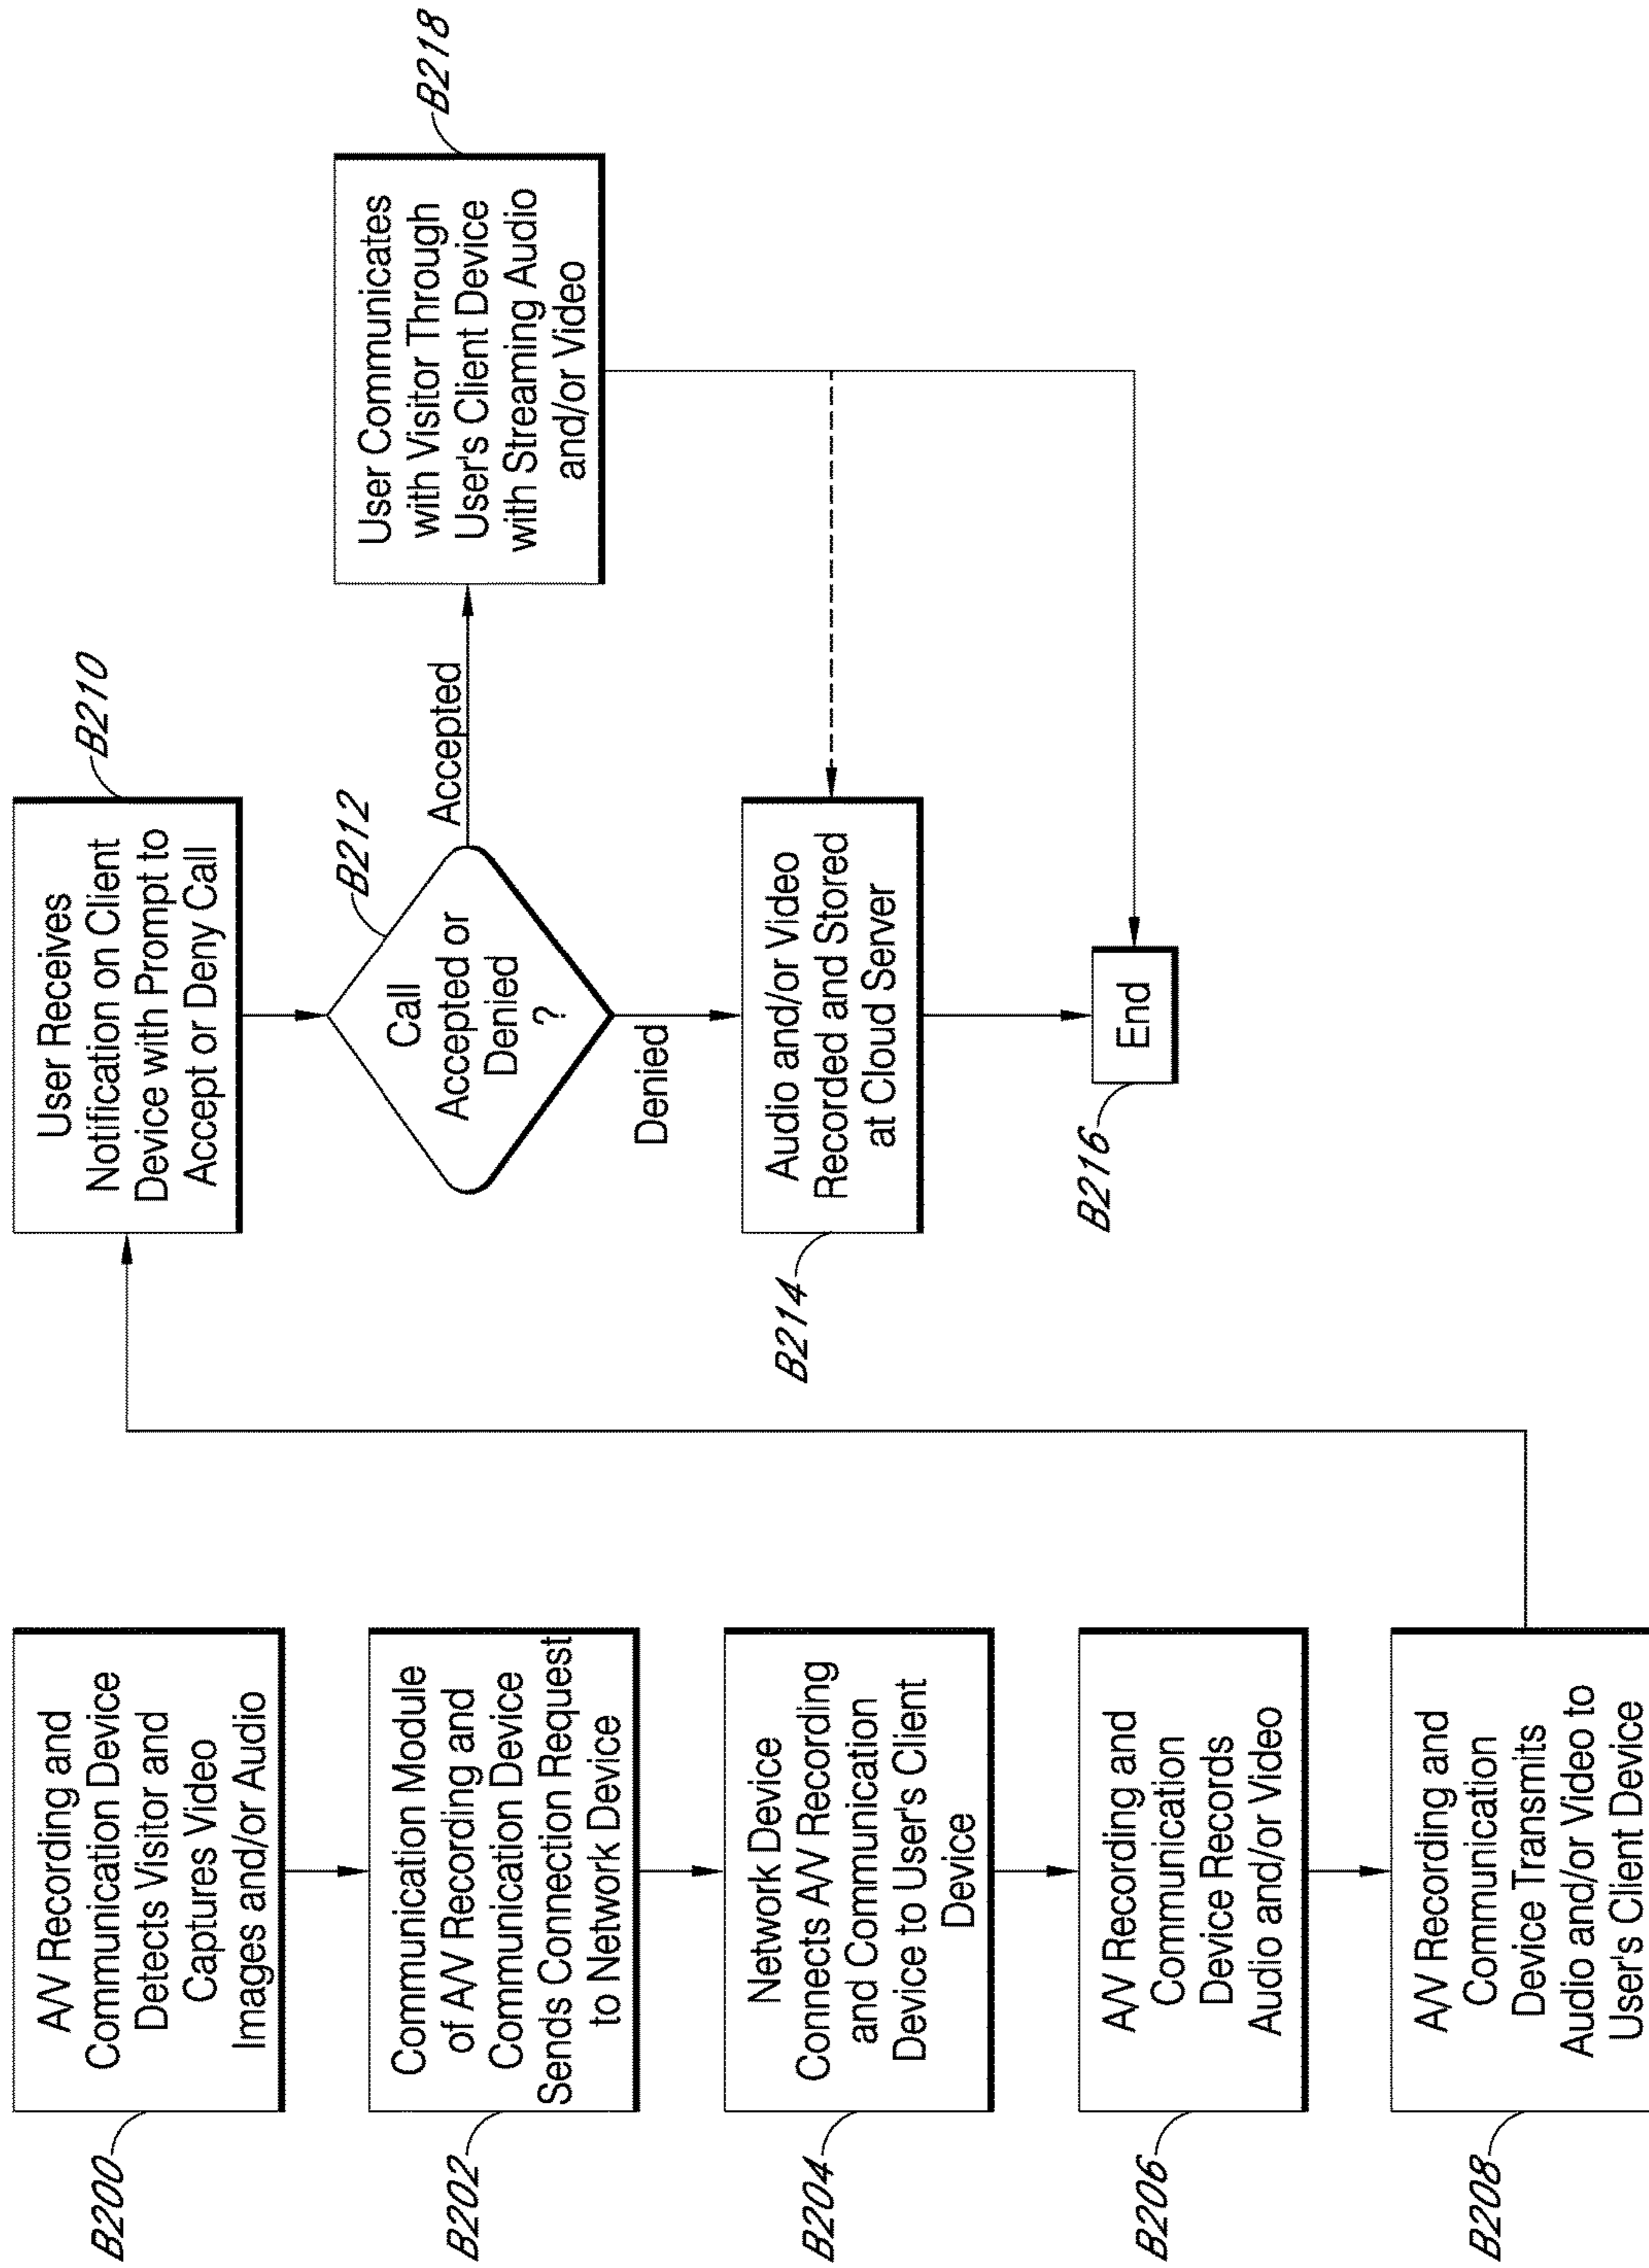 A/V Recording and
Communication Device
Detects Visitor and
Captures Video
Images and/or Audio
B200
Communication Module
of A/V Recording and
Communication Device
Sends Connection Request
to Network Device
B202
Network Device
Connects A/V Recording
and Communication
Device to User's Client
Device
B204
A/V Recording and
Communication
Device Records
Audio and/or Video
B206
A/V Recording and
Communication
Device Transmits
Audio and/or Video to
User's Client Device
B208
User Receives
Notification on Client
Device with Prompt to
Accept or Deny Call
B210
Call
Accepted or
Denied
?
B212
Accepted
Denied
User Communicates
with Visitor Through
User's Client Device
with Streaming Audio
and/or Video
B218
Audio and/or Video
Recorded and Stored
at Cloud Server
B214
End
B216